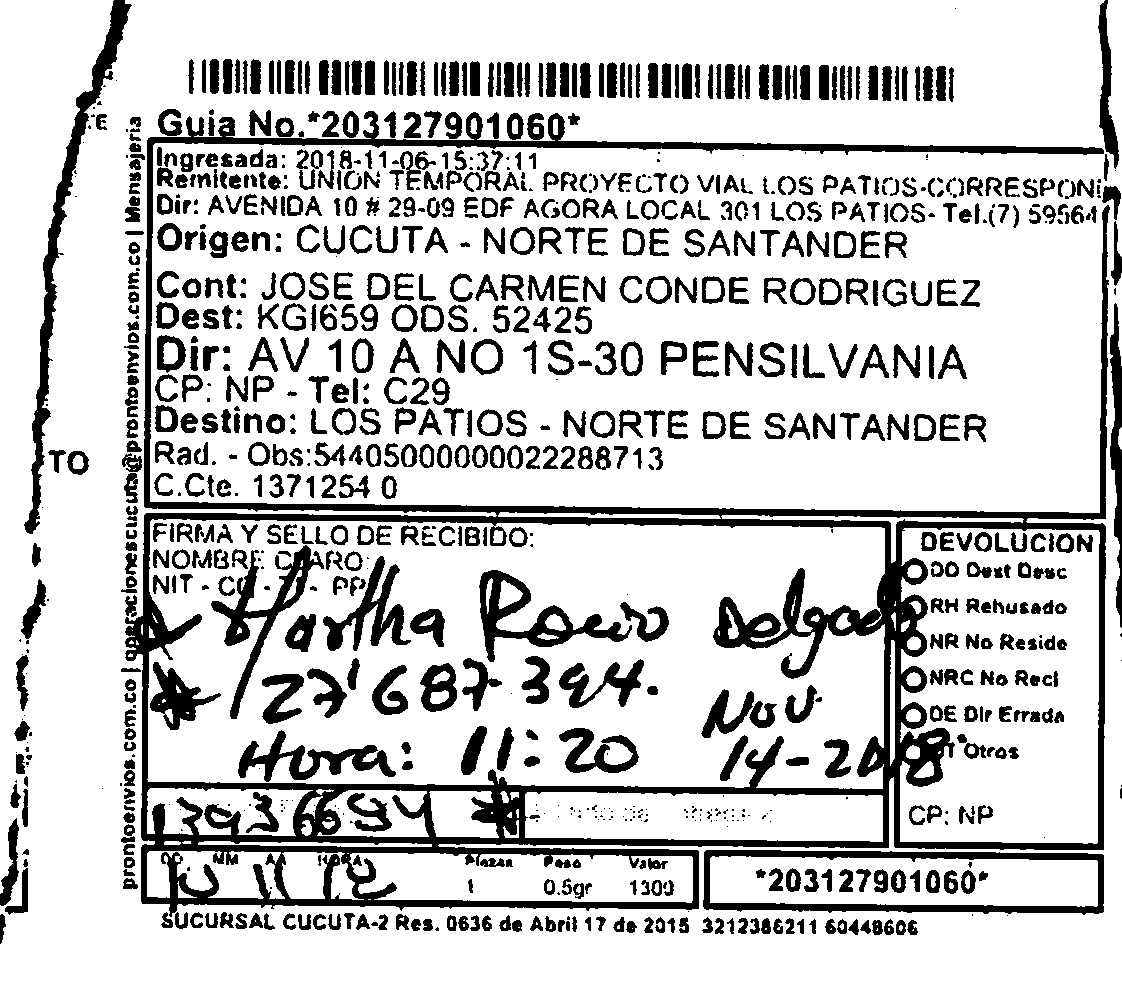 E
Guia No.*203127901060*
Ingresada: 2018-11-06-15:37:11
Remitente: UNION TEMPORAL PROYECTO VIAL LOS PATIOS-CORRESPON
Dir: AVENIDA 10 # 29-09 EDF AGORA LOCAL 301 LOS PATIOS- Tel.(7) 59564
Origen: CUCUTA - NORTE DE SANTANDER
Cont: JOSE DEL CARMEN CONDE RODRIGUEZ
Dest: KGI659 ODS. 52425
Dir: AV 10 A NO 1S-30 PENSILVANIA
CP: NP - Tel: C29
Destino: LOS PATIOS - NORTE DE SANTANDER
Rad. - Obs:54405000000022288713
C.Cte. 1371254 0
TO
prontoenvios.com.co | operacionescucuta@prontoenvios.com.co | Mensajeria
FIRMA Y SELLO DE RECIBIDO:
NOMBRE CLARO
NIT - CC - TI - PP
Martha Rocio Delgado
27'687-394.
Nov
Hora: 11:20 14-2018
DEVOLUCION
DD Dest Desc
RH Rehusado
NR No Reside
NRC No Reci
DE Dir Errada
OT Otros
CP: NP
DD MM AA HORA
Piezas Peso Valor
1 0.5gr 1300
*203127901060*
SUCURSAL CUCUTA-2 Res. 0636 de Abril 17 de 2015 3212386211 60448606